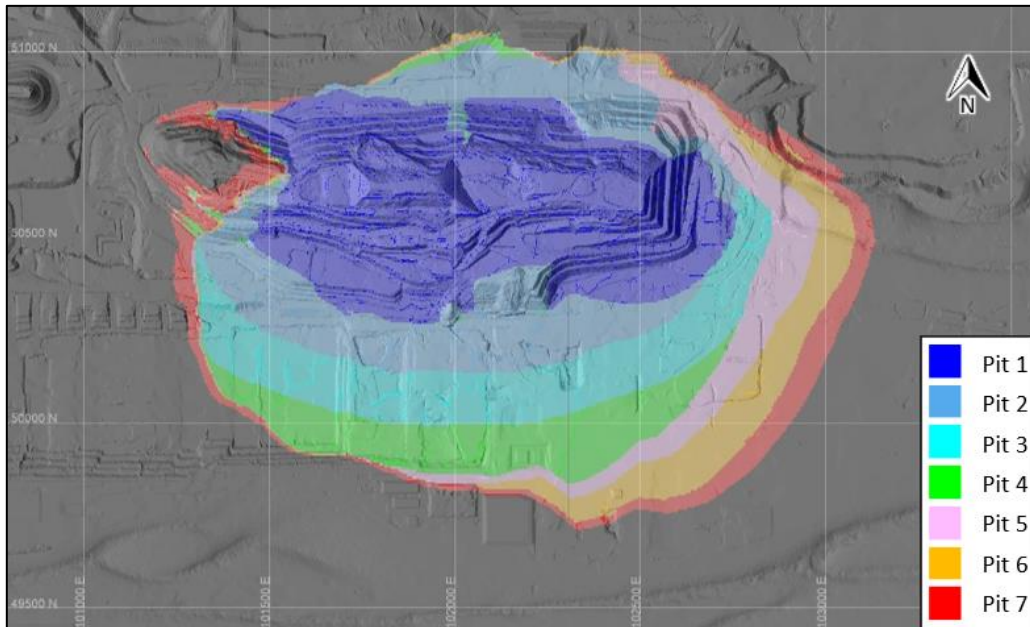 51000 N
N
50500 N
50000 N
49500 N
101000 E
101500 E
102000 E
102500 E
103000 E
Pit 1
Pit 2
Pit 3
Pit 4
Pit 5
Pit 6
Pit 7